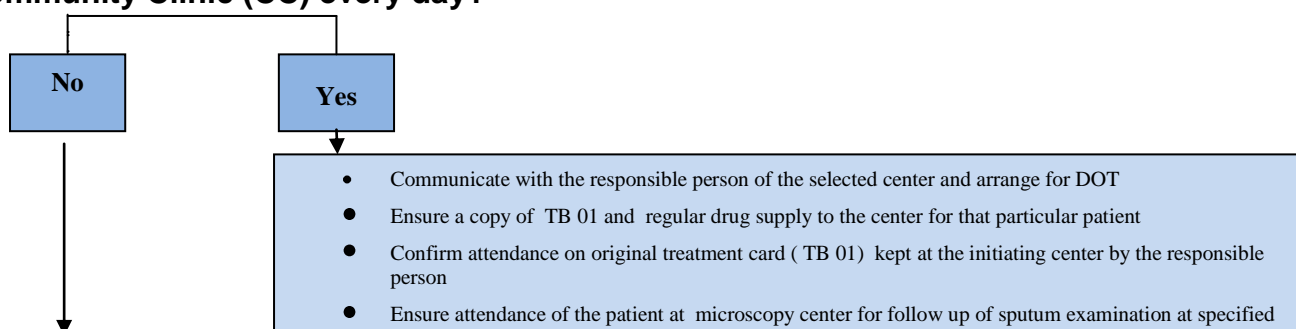 Community Clinic (CC) every day?
No
Yes
• Communicate with the responsible person of the selected center and arrange for DOT
• Ensure a copy of TB 01 and regular drug supply to the center for that particular patient
• Confirm attendance on original treatment card ( TB 01) kept at the initiating center by the responsible
person
• Ensure attendance of the patient at microscopy center for follow up of sputum examination at specified